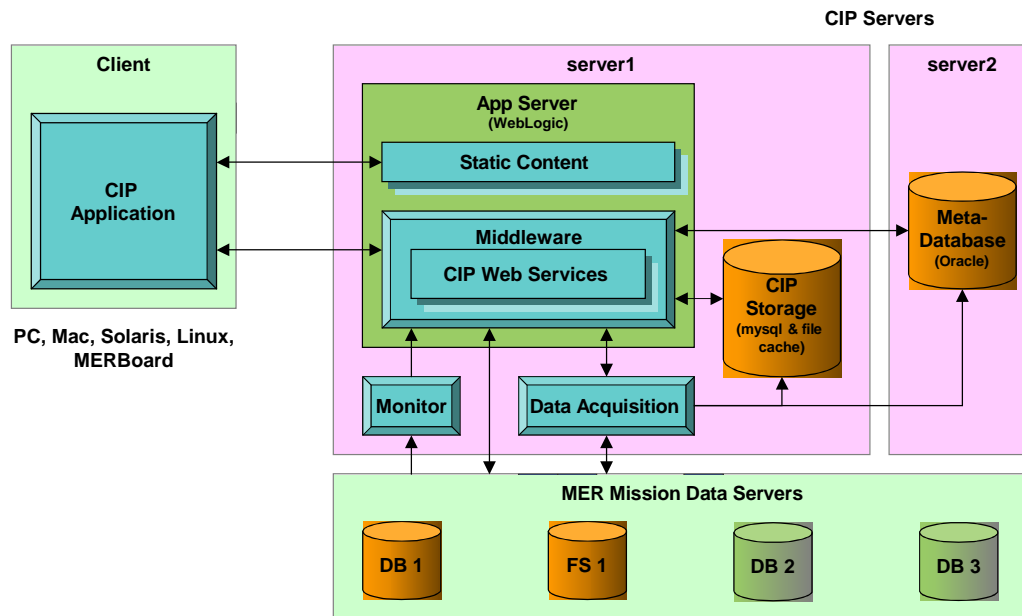 CIP Servers
Client
server1
server2
App Server
(WebLogic)
Static Content
CIP
Application
Middleware
CIP Web Services
Meta-
Database
(Oracle)
CIP
Storage
(mysql & file
cache)
PC, Mac, Solaris, Linux,
MERBoard
Monitor
Data Acquisition
MER Mission Data Servers
DB 1
FS 1
DB 2
DB 3